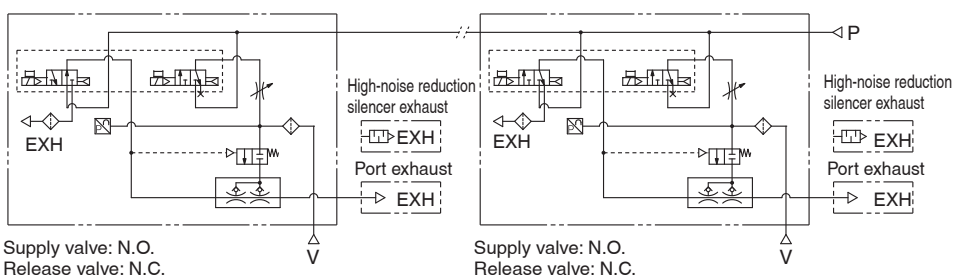 P
High-noise reduction
silencer exhaust
EXH
EXH
Port exhaust
EXH
V
Supply valve: N.O.
Release valve: N.C.
High-noise reduction
silencer exhaust
EXH
EXH
Port exhaust
EXH
V
Supply valve: N.O.
Release valve: N.C.